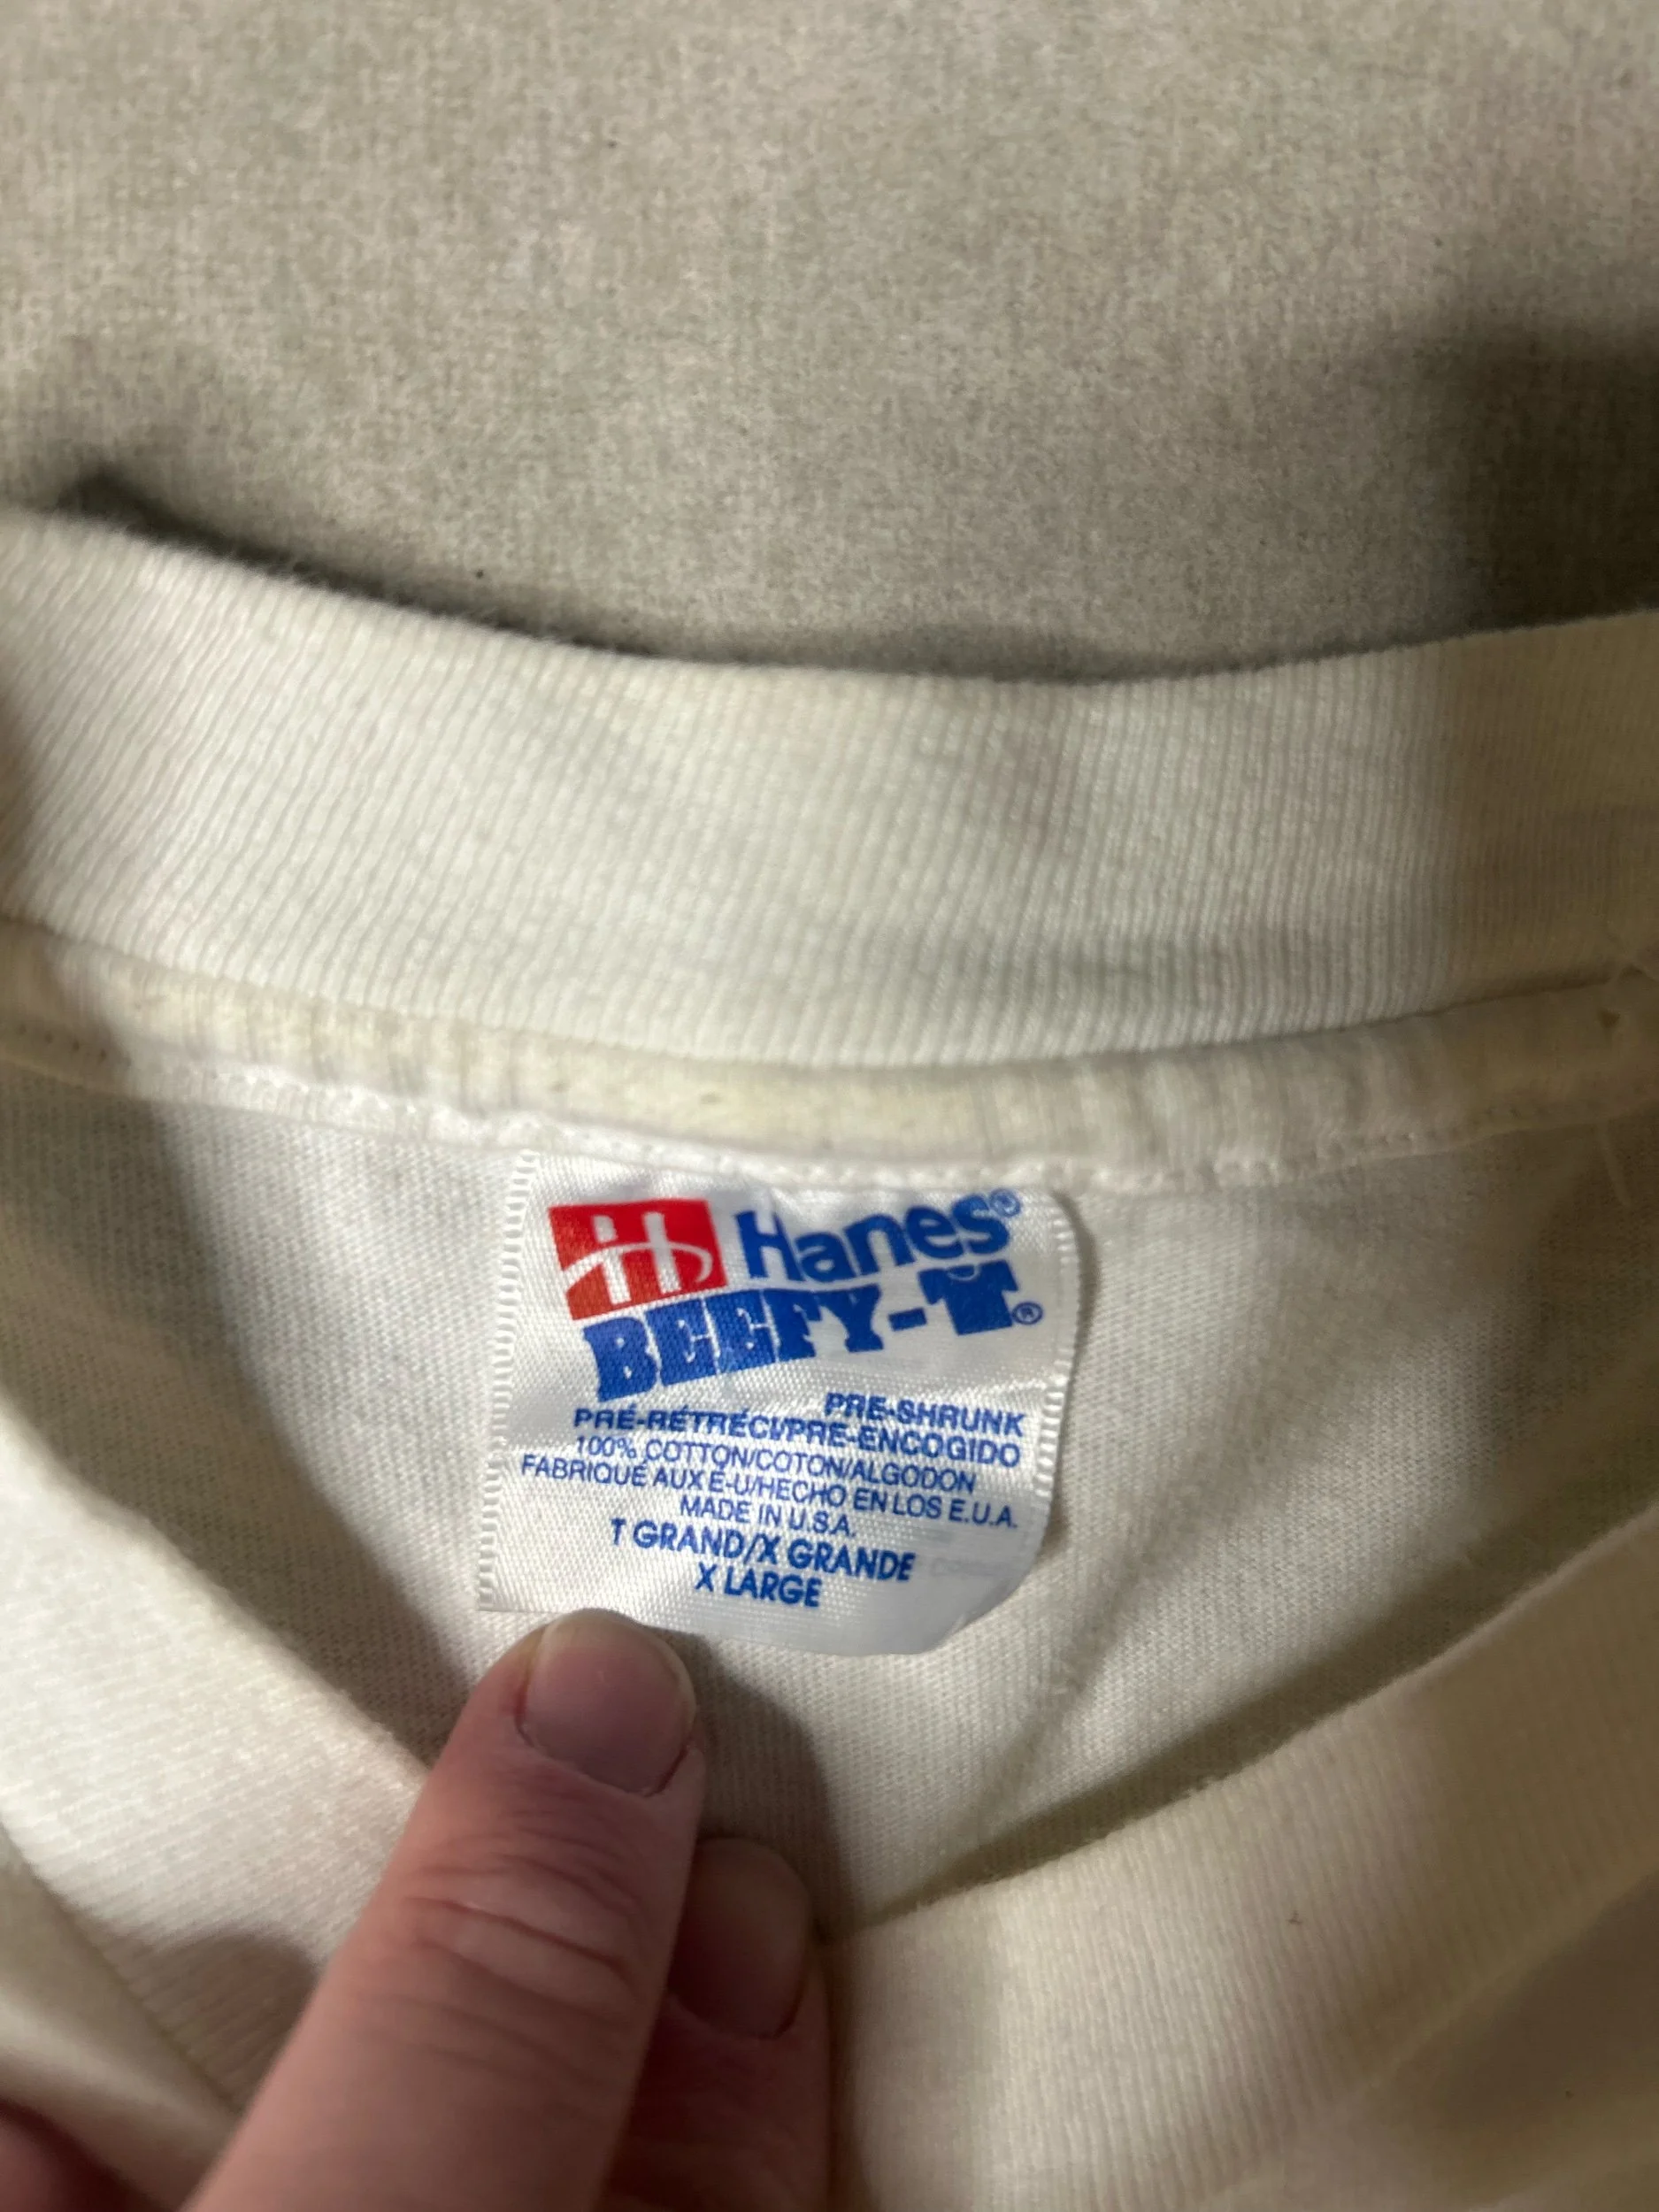 H Hanes®
BEEFY-T®
PRE-SHRUNK
PRÉ-RÉTRÉCI/PRE-ENCOGIDO
100% COTTON/COTON/ALGODON
FABRIQUÉ AUX É-U/HECHO EN LOS E.U.A.
MADE IN U.S.A.
T GRAND/X GRANDE
X LARGE